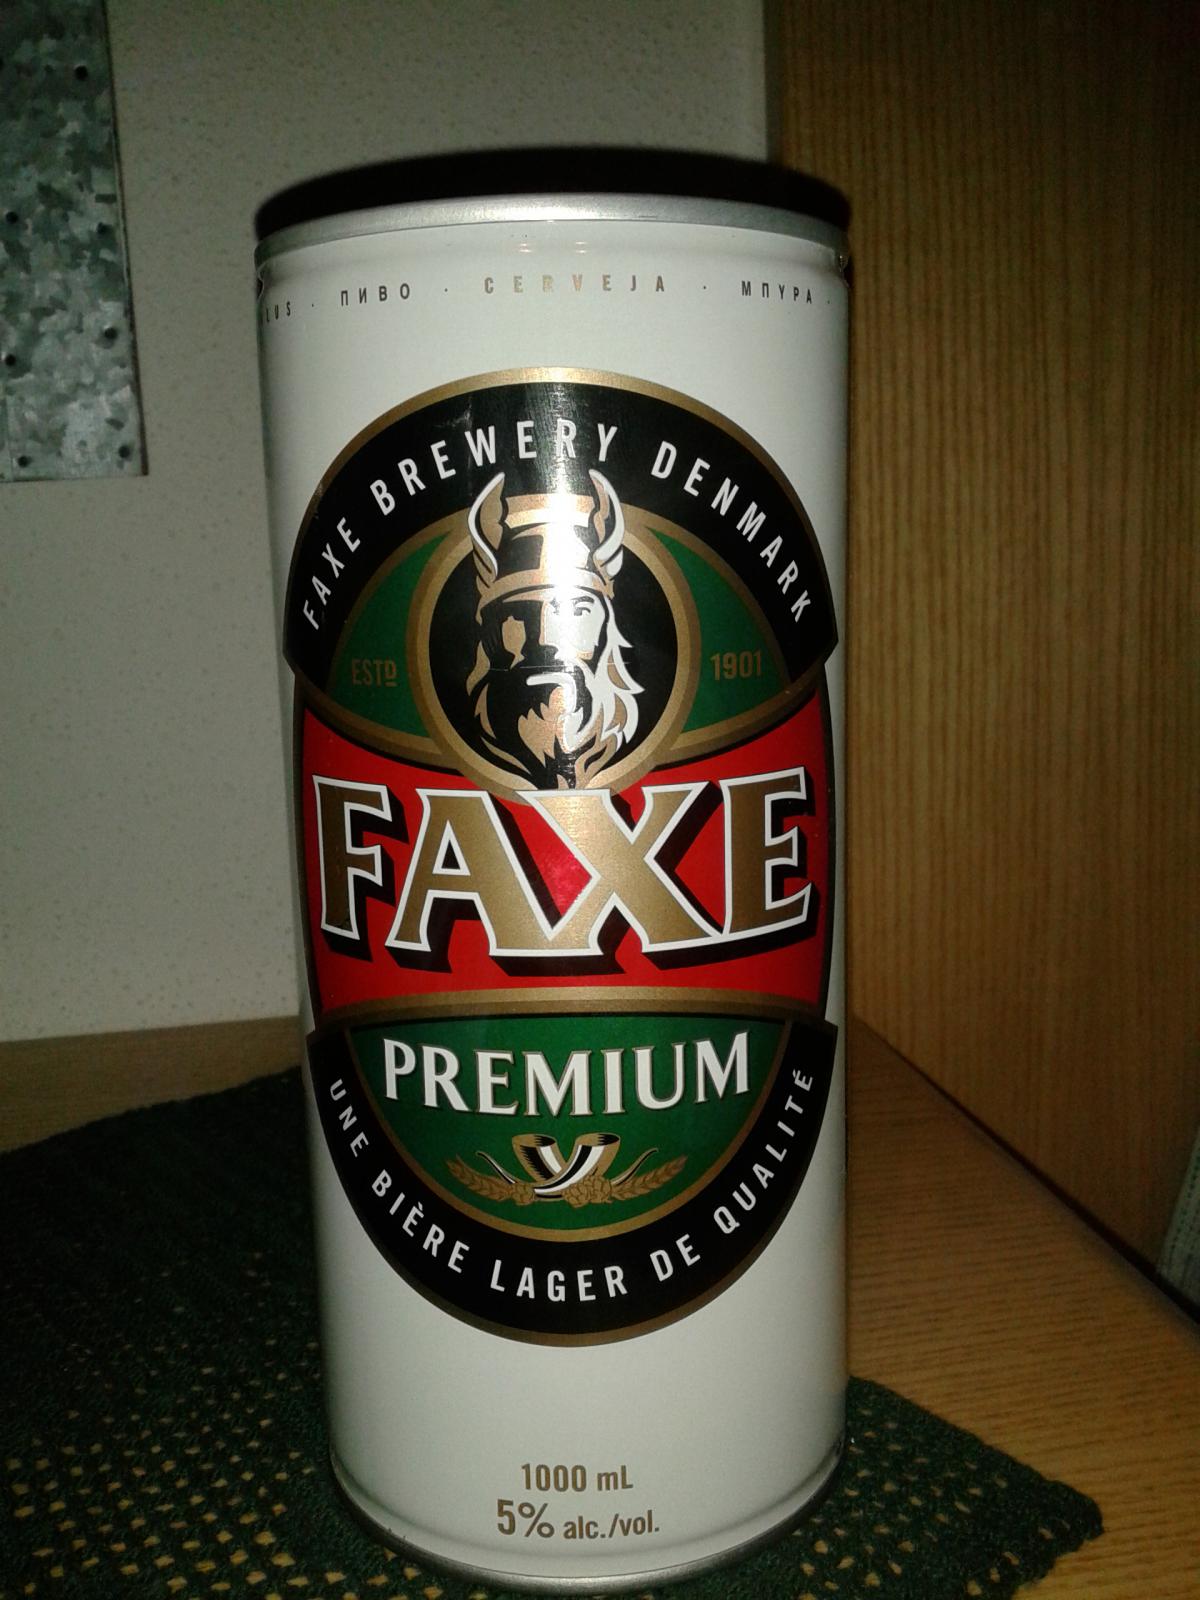 · ПИВО · CERVEJA · ΜΠΥΡΑ ·
FAXE BREWERY DENMARK
ESTD 1901
FAXE
PREMIUM
UNE BIÈRE LAGER DE QUALITÉ
1000 mL
5% alc./vol.